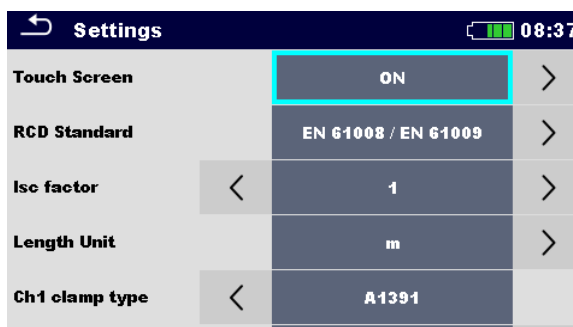 Settings 08:37
Touch Screen ON
RCD Standard EN 61008 / EN 61009
Isc factor 1
Length Unit m
Ch1 clamp type A1391